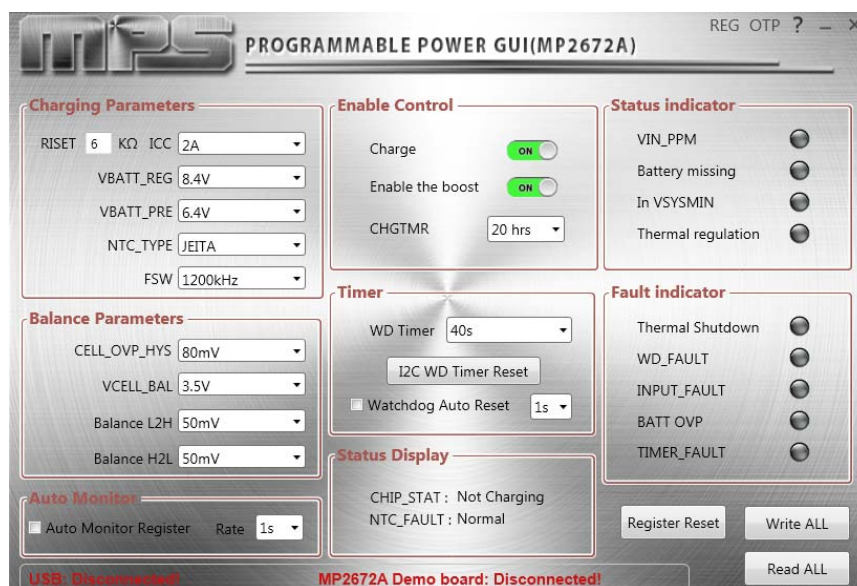 REG OTP ? – ×
MPS PROGRAMMABLE POWER GUI(MP2672A)
Charging Parameters
RISET 6 KΩ ICC 2A
VBATT_REG 8.4V
VBATT_PRE 6.4V
NTC_TYPE JEITA
FSW 1200kHz
Balance Parameters
CELL_OVP_HYS 80mV
VCELL_BAL 3.5V
Balance L2H 50mV
Balance H2L 50mV
Auto Monitor
Auto Monitor Register Rate 1s
Enable Control
Charge ON
Enable the boost ON
CHGTMR 20 hrs
Timer
WD Timer 40s
I2C WD Timer Reset
Watchdog Auto Reset 1s
Status Display
CHIP_STAT : Not Charging
NTC_FAULT : Normal
Status indicator
VIN_PPM
Battery missing
In VSYSMIN
Thermal regulation
Fault indicator
Thermal Shutdown
WD_FAULT
INPUT_FAULT
BATT OVP
TIMER_FAULT
Register Reset Write ALL
Read ALL
USB: Disconnected! MP2672A Demo board: Disconnected!